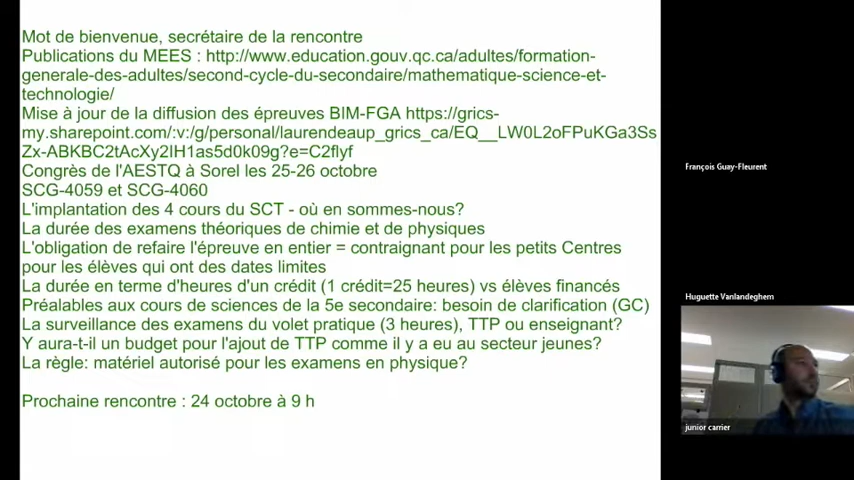 Mot de bienvenue, secrétaire de la rencontre
Publications du MEES : http://www.education.gouv.qc.ca/adultes/formation-
generale-des-adultes/second-cycle-du-secondaire/mathematique-science-et-
technologie/
Mise à jour de la diffusion des épreuves BIM-FGA https://grics-
my.sharepoint.com/:v:/g/personal/laurendeaup_grics_ca/EQ__LW0L2oFPuKGa3Ss
Zx-ABKBC2tAcXy2IH1as5d0k09g?e=C2flyf
Congrès de l'AESTQ à Sorel les 25-26 octobre
SCG-4059 et SCG-4060
L'implantation des 4 cours du SCT - où en sommes-nous?
La durée des examens théoriques de chimie et de physiques
L'obligation de refaire l'épreuve en entier = contraignant pour les petits Centres
pour les élèves qui ont des dates limites
La durée en terme d'heures d'un crédit (1 crédit=25 heures) vs élèves financés
Préalables aux cours de sciences de la 5e secondaire: besoin de clarification (GC)
La surveillance des examens du volet pratique (3 heures), TTP ou enseignant?
Y aura-t-il un budget pour l'ajout de TTP comme il y a eu au secteur jeunes?
La règle: matériel autorisé pour les examens en physique?
Prochaine rencontre : 24 octobre à 9 h
François Guay-Fleurent
Huguette Vanlandeghem
junior carrier